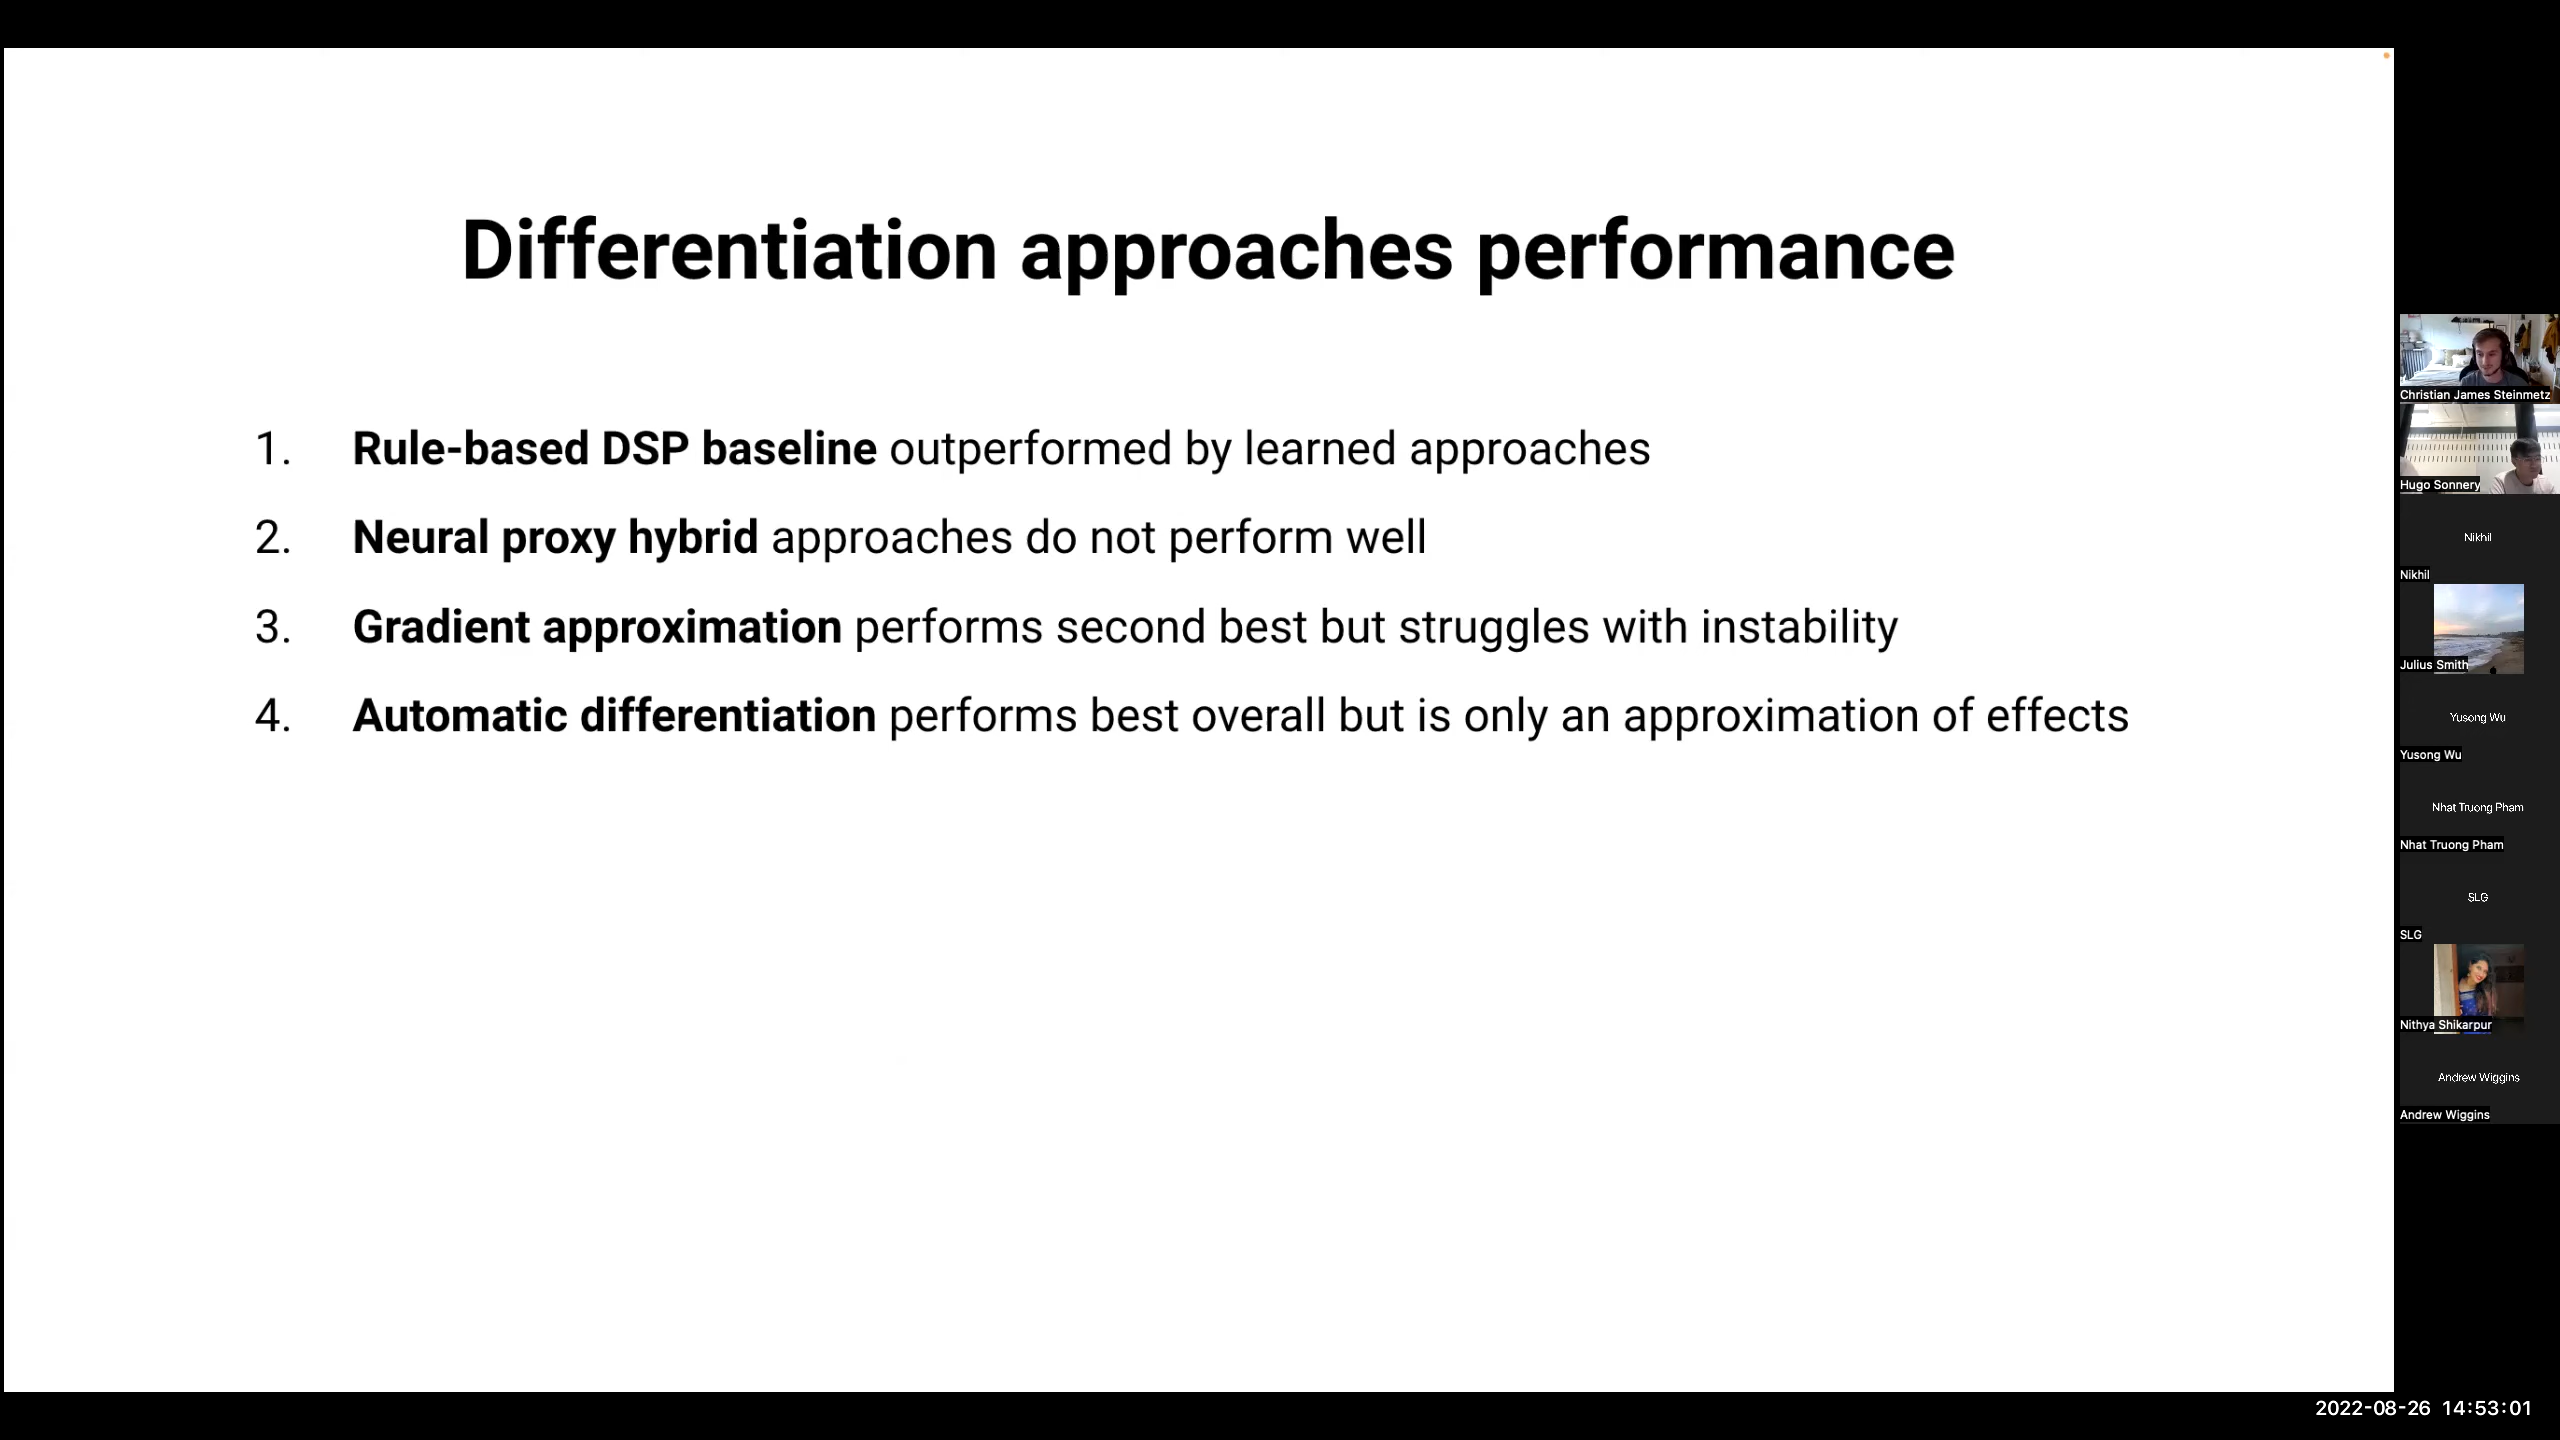 Differentiation approaches performance
1. Rule-based DSP baseline outperformed by learned approaches
2. Neural proxy hybrid approaches do not perform well
3. Gradient approximation performs second best but struggles with instability
4. Automatic differentiation performs best overall but is only an approximation of effects
Christian James Steinmetz
Hugo Sonnery
Nikhil
Nikhil
Julius Smith
Yusong Wu
Yusong Wu
Nhat Truong Pham
Nhat Truong Pham
SLG
SLG
Nithya Shikarpur
Andrew Wiggins
Andrew Wiggins
2022-08-26 14:53:01